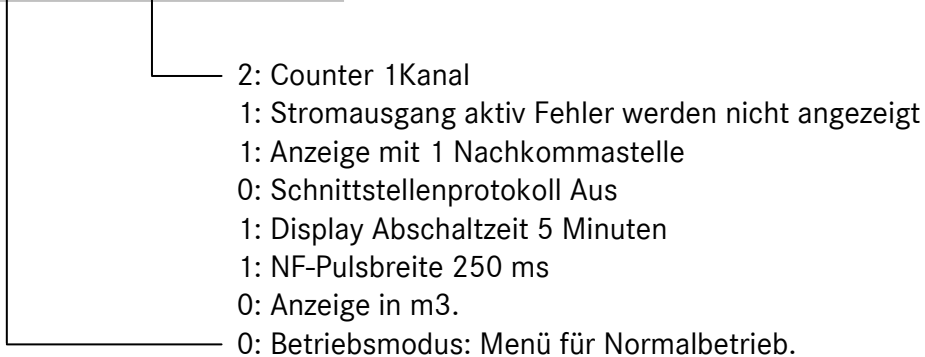 2: Counter 1Kanal
1: Stromausgang aktiv Fehler werden nicht angezeigt
1: Anzeige mit 1 Nachkommastelle
0: Schnittstellenprotokoll Aus
1: Display Abschaltzeit 5 Minuten
1: NF-Pulsbreite 250 ms
0: Anzeige in m3.
0: Betriebsmodus: Menü für Normalbetrieb.